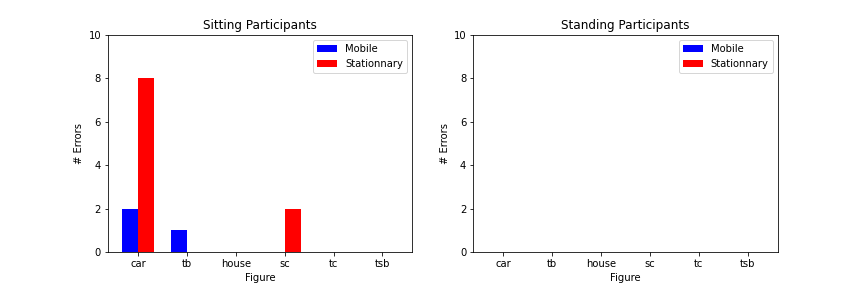 Sitting Participants
10
8
6
4
2
0
# Errors
Mobile
Stationnary
car tb house sc tc tsb
Figure
Standing Participants
10
8
6
4
2
0
# Errors
Mobile
Stationnary
car tb house sc tc tsb
Figure